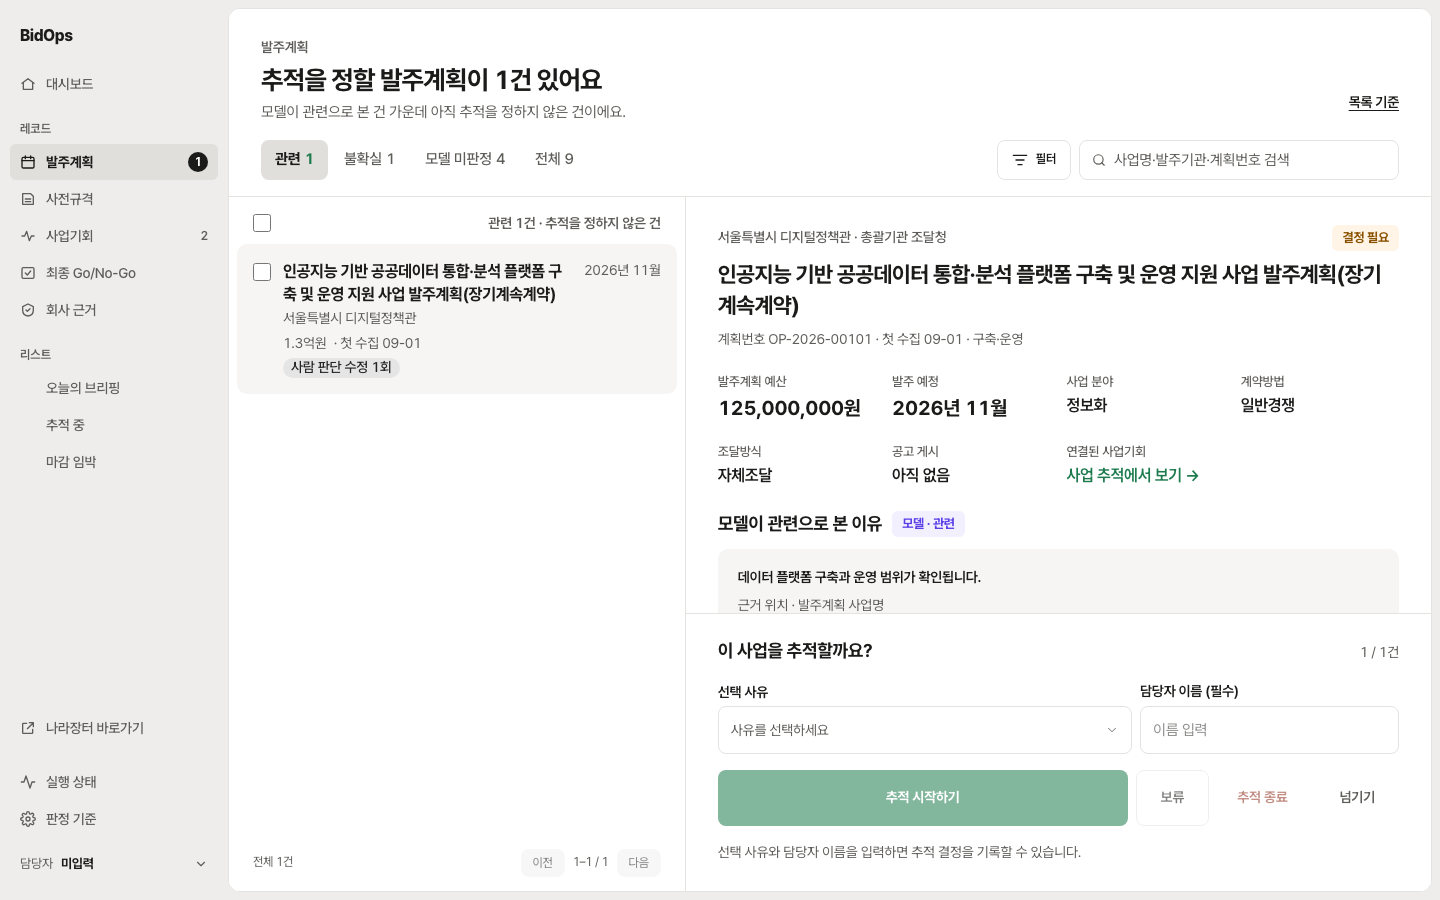 BidOps
대시보드
레코드
발주계획 1
사전규격
사업기회 2
최종 Go/No-Go
회사 근거
리스트
오늘의 브리핑
추적 중
마감 임박
나라장터 바로가기
실행 상태
판정 기준
담당자 미입력
발주계획
추적을 정할 발주계획이 1건 있어요
모델이 관련으로 본 건 가운데 아직 추적을 정하지 않은 건이에요.
목록 기준
관련 1 불확실 1 모델 미판정 4 전체 9
필터
사업명·발주기관·계획번호 검색
관련 1건 · 추적을 정하지 않은 건
인공지능 기반 공공데이터 통합·분석 플랫폼 구
축 및 운영 지원 사업 발주계획(장기계속계약)
2026년 11월
서울특별시 디지털정책관
1.3억원 · 첫 수집 09-01
사람 판단 수정 1회
전체 1건
이전 1–1 / 1 다음
서울특별시 디지털정책관 · 총괄기관 조달청
결정 필요
인공지능 기반 공공데이터 통합·분석 플랫폼 구축 및 운영 지원 사업 발주계획(장기
계속계약)
계획번호 OP-2026-00101 · 첫 수집 09-01 · 구축·운영
발주계획 예산 발주 예정 사업 분야 계약방법
125,000,000원 2026년 11월 정보화 일반경쟁
조달방식 공고 게시 연결된 사업기회
자체조달 아직 없음 사업 추적에서 보기 →
모델이 관련으로 본 이유 모델 · 관련
데이터 플랫폼 구축과 운영 범위가 확인됩니다.
근거 위치 · 발주계획 사업명
이 사업을 추적할까요?
1 / 1건
선택 사유 담당자 이름 (필수)
사유를 선택하세요 이름 입력
추적 시작하기 보류 추적 종료 넘기기
선택 사유와 담당자 이름을 입력하면 추적 결정을 기록할 수 있습니다.